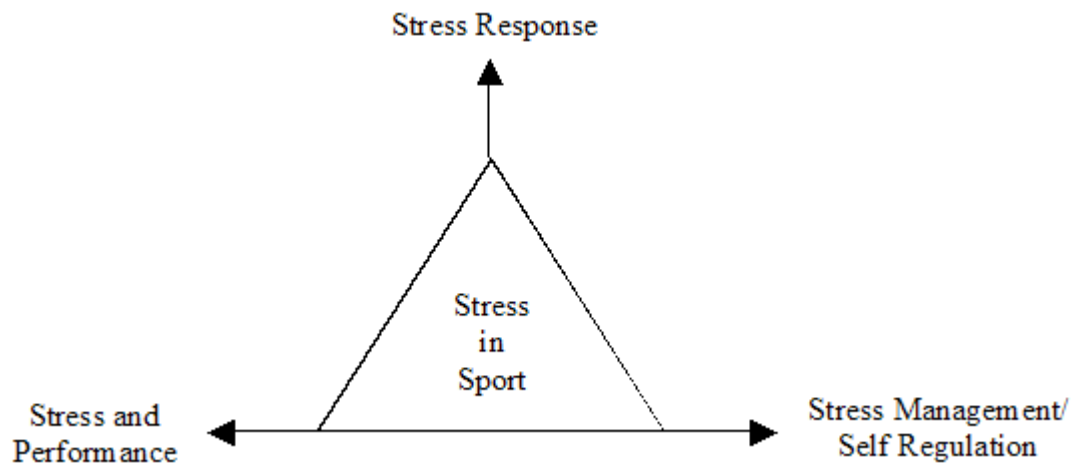 Stress Response
Stress
in
Sport
Stress and
Performance
Stress Management/
Self Regulation